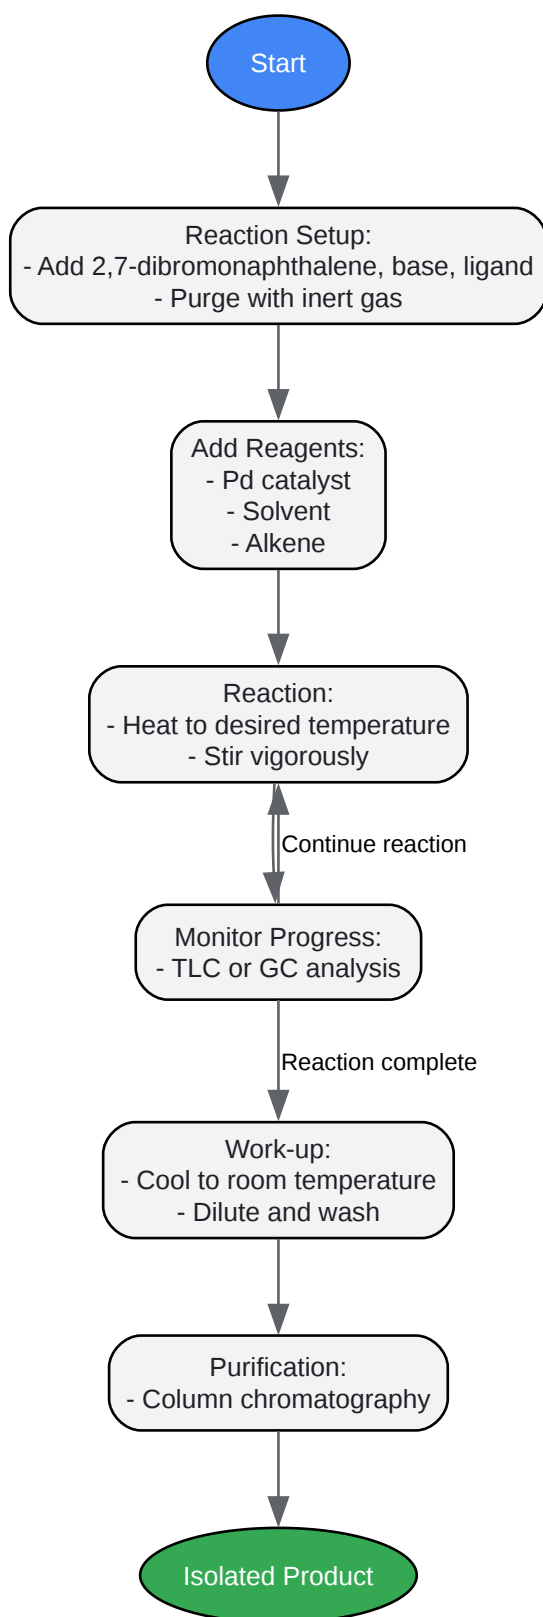 Start
Reaction Setup:
- Add 2,7-dibromonaphthalene, base, ligand
- Purge with inert gas
Add Reagents:
- Pd catalyst
- Solvent
- Alkene
Reaction:
- Heat to desired temperature
- Stir vigorously
Continue reaction
Monitor Progress:
- TLC or GC analysis
Reaction complete
Work-up:
- Cool to room temperature
- Dilute and wash
Purification:
- Column chromatography
Isolated Product